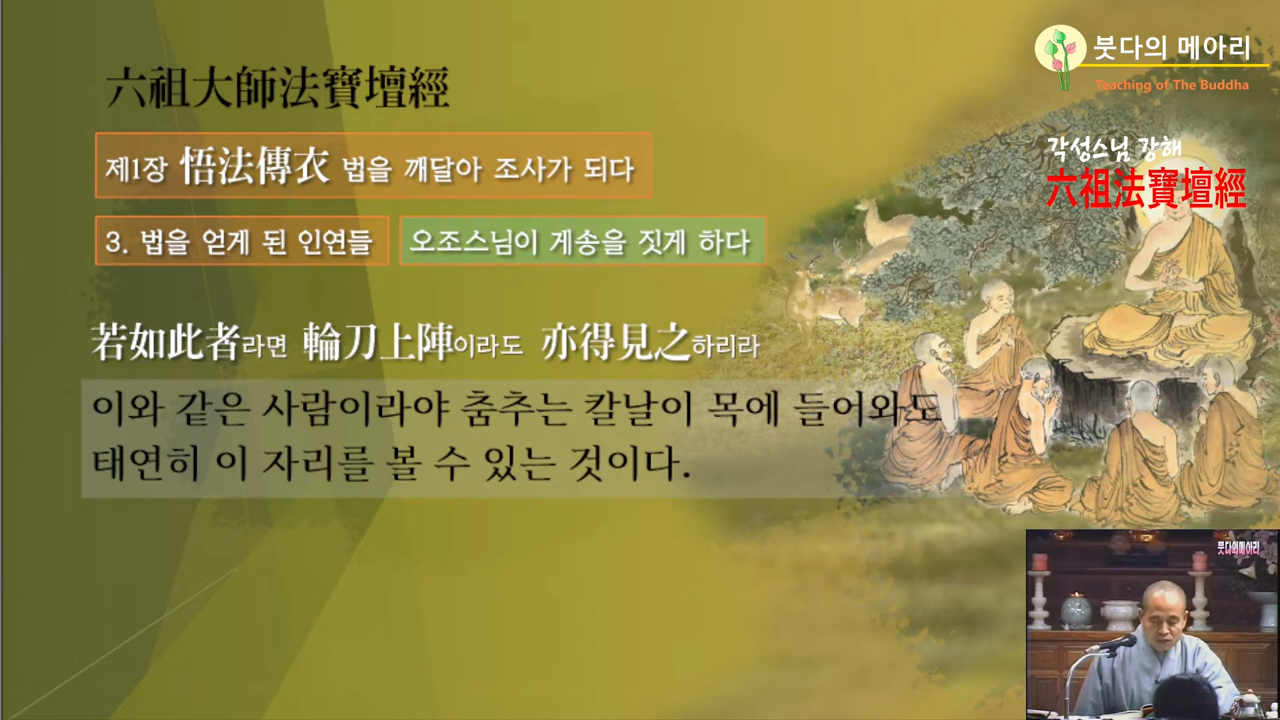 六祖大師法寶壇經
제1장 悟法傳衣 법을 깨달아 조사가 되다
3. 법을 얻게 된 인연들 오조스님이 게송을 짓게 하다
若如此者라면 輪刀上陣이라도 亦得見之하리라
이와 같은 사람이라야 춤추는 칼날이 목에 들어와도
태연히 이 자리를 볼 수 있는 것이다.
붓다의 메아리
Teaching of The Buddha
각성스님 강해
六祖法寶壇經
붓다의메아리